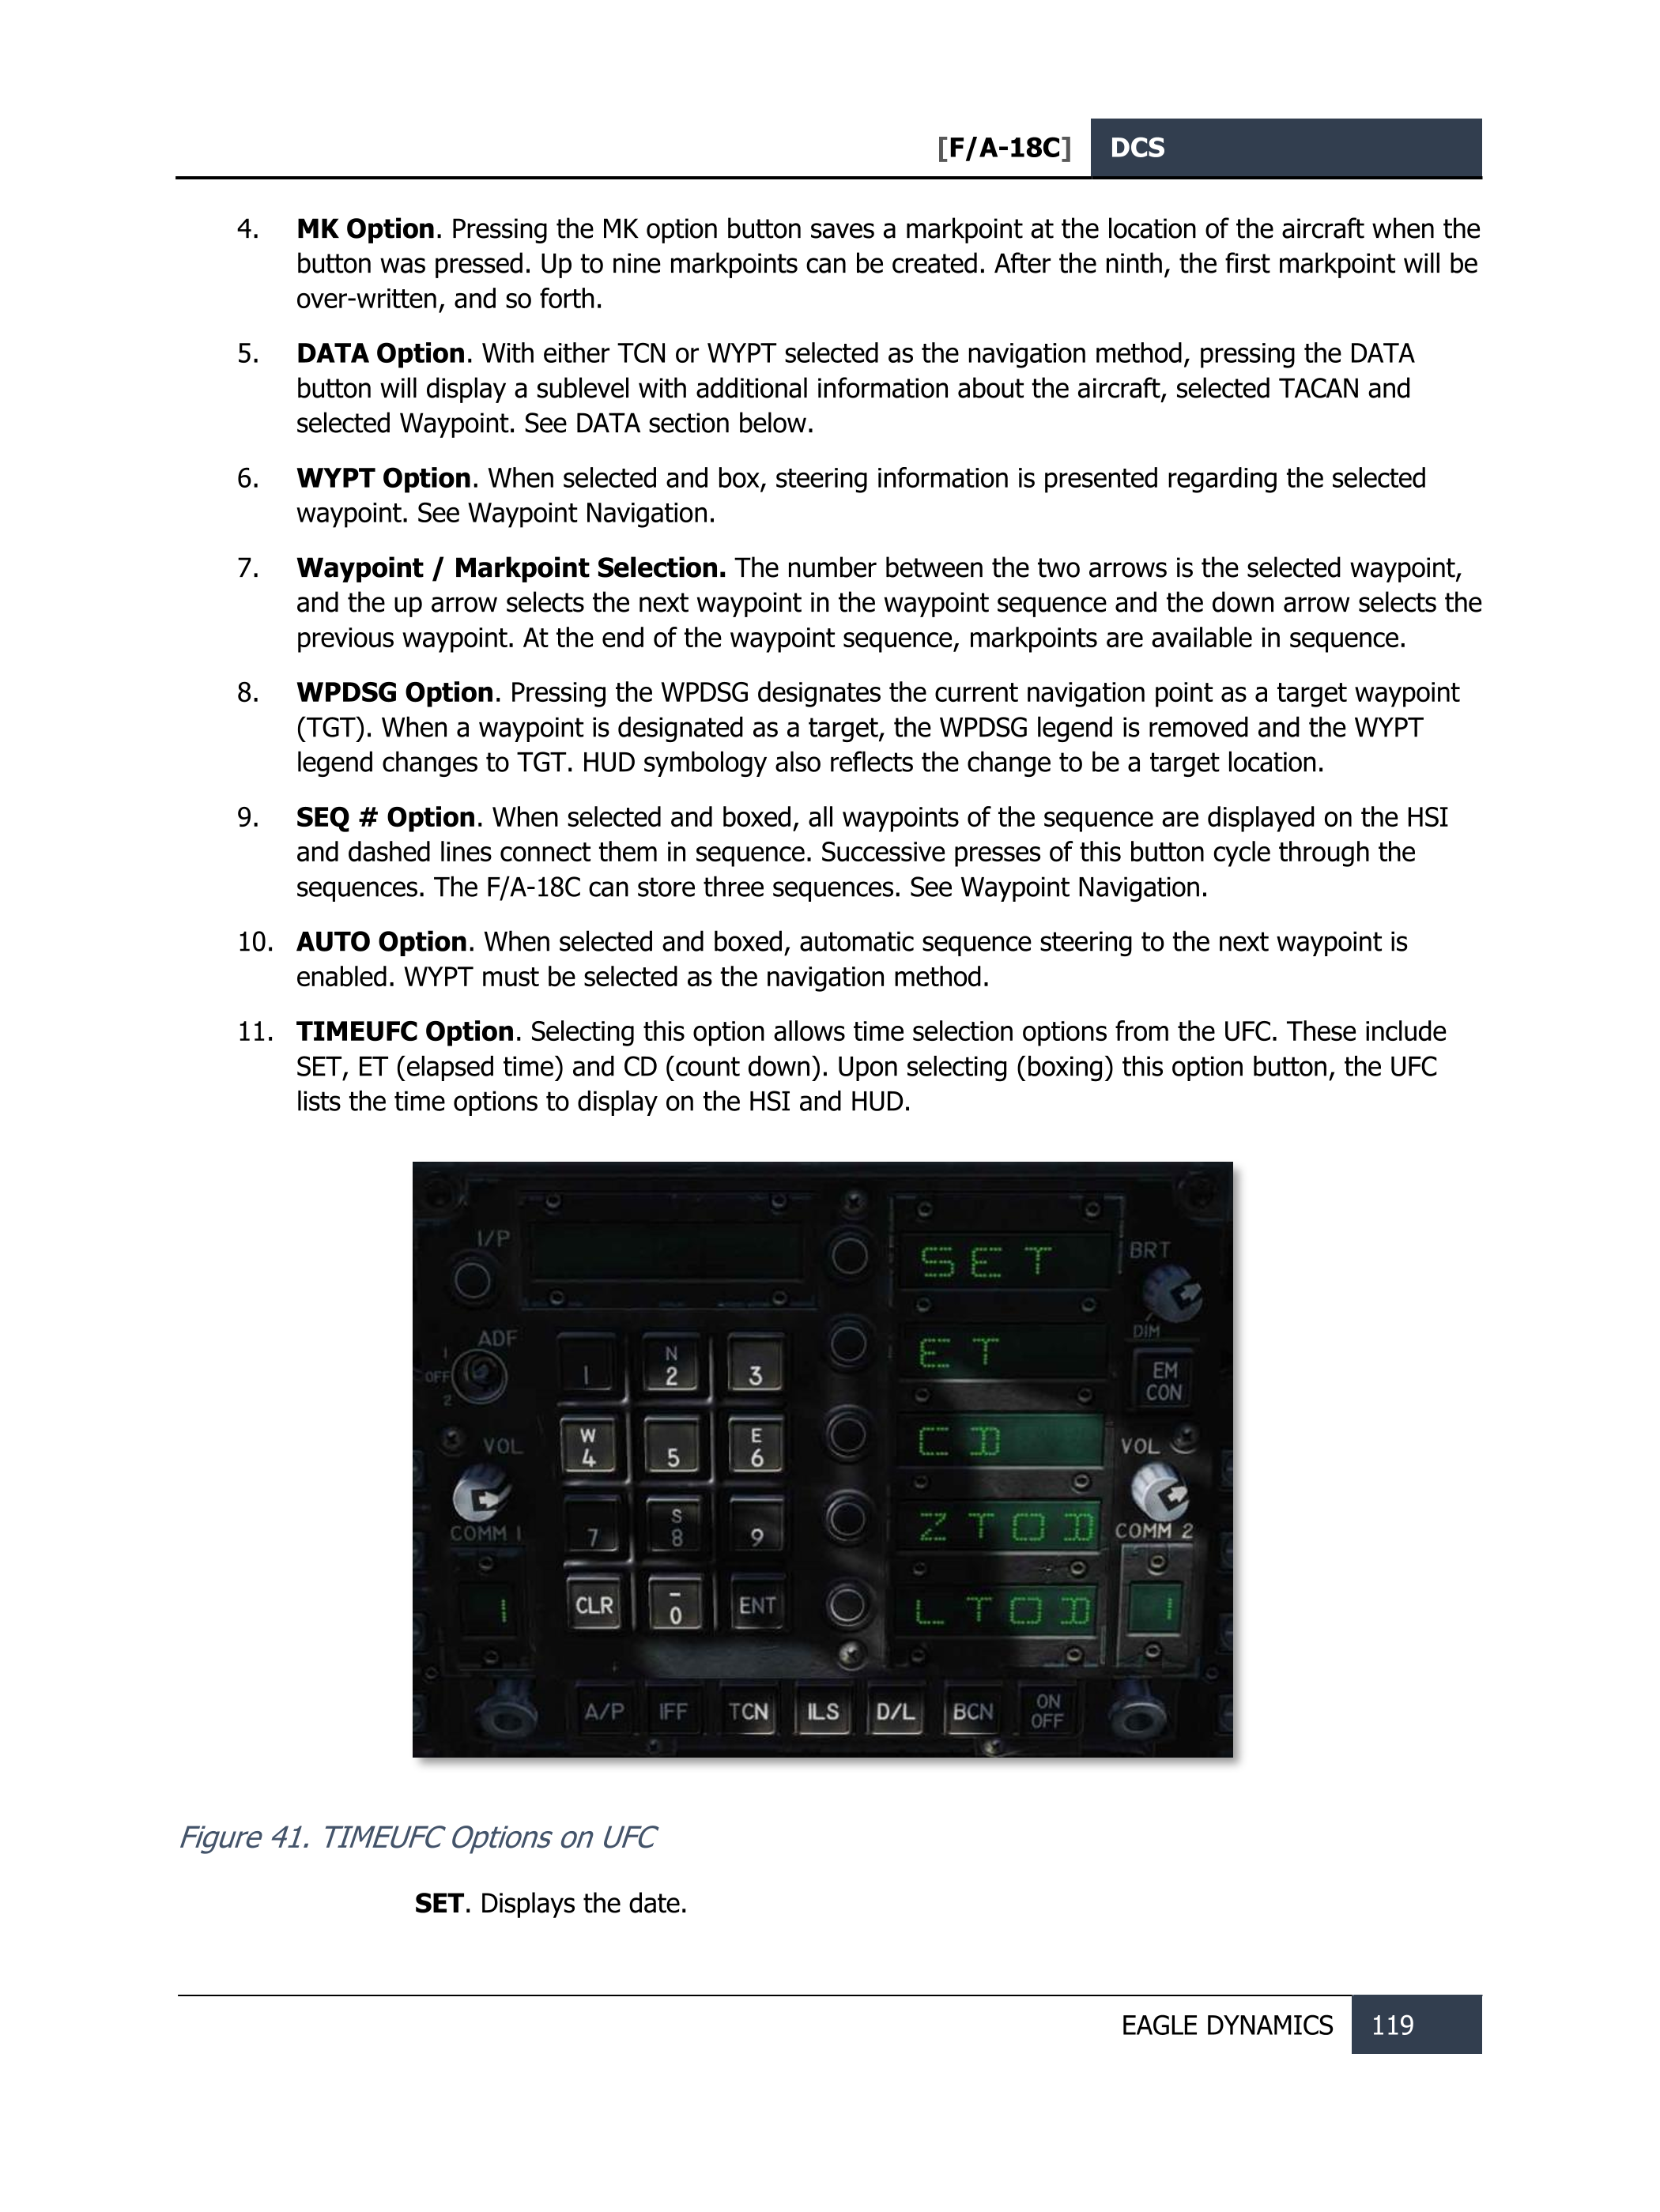 [F/A-18C] DCS
4. MK Option. Pressing the MK option button saves a markpoint at the location of the aircraft when the
button was pressed. Up to nine markpoints can be created. After the ninth, the first markpoint will be
over-written, and so forth.
5. DATA Option. With either TCN or WYPT selected as the navigation method, pressing the DATA
button will display a sublevel with additional information about the aircraft, selected TACAN and
selected Waypoint. See DATA section below.
6. WYPT Option. When selected and box, steering information is presented regarding the selected
waypoint. See Waypoint Navigation.
7. Waypoint / Markpoint Selection. The number between the two arrows is the selected waypoint,
and the up arrow selects the next waypoint in the waypoint sequence and the down arrow selects the
previous waypoint. At the end of the waypoint sequence, markpoints are available in sequence.
8. WPDSG Option. Pressing the WPDSG designates the current navigation point as a target waypoint
(TGT). When a waypoint is designated as a target, the WPDSG legend is removed and the WYPT
legend changes to TGT. HUD symbology also reflects the change to be a target location.
9. SEQ # Option. When selected and boxed, all waypoints of the sequence are displayed on the HSI
and dashed lines connect them in sequence. Successive presses of this button cycle through the
sequences. The F/A-18C can store three sequences. See Waypoint Navigation.
10. AUTO Option. When selected and boxed, automatic sequence steering to the next waypoint is
enabled. WYPT must be selected as the navigation method.
11. TIMEUFC Option. Selecting this option allows time selection options from the UFC. These include
SET, ET (elapsed time) and CD (count down). Upon selecting (boxing) this option button, the UFC
lists the time options to display on the HSI and HUD.
I/P
SET
BRT
DIM
ADF
1
OFF
2
1
N
2
3
ET
EM
CON
VOL
W
4
5
E
6
CD
VOL
COMM 1
7
S
8
9
ZTOD
COMM 2
1
CLR
–
0
ENT
LTOD
1
A/P IFF TCN ILS D/L BCN ON
OFF
Figure 41. TIMEUFC Options on UFC
SET. Displays the date.
EAGLE DYNAMICS 119